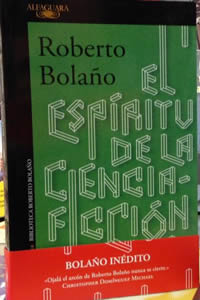 ALFAGUARA
Roberto
Bolaño
EL
ESPÍRITU
DE LA
CIENCIA-
FICCIÓN
BIBLIOTECA ROBERTO BOLAÑO
BOLAÑO INÉDITO
«Ojalá el arcón de Roberto Bolaño nunca se cierre.»
CHRISTOPHER DOMÍNGUEZ MICHAEL